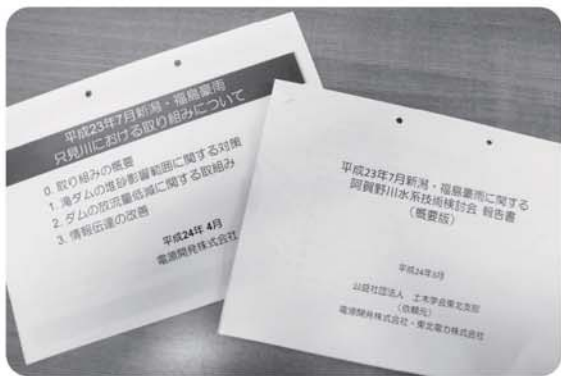 平成23年7月新潟・福島豪雨
只見川における取り組みについて
0. 取り組みの概要
1. 滝ダムの堆砂影響範囲に関する対策
2. ダムの放流量低減に関する取組み
3. 情報伝達の改善
平成24年 4月
電源開発株式会社
平成23年7月新潟・福島豪雨に関する
阿賀野川水系技術検討会 報告書
(概要版)
公益社団法人 土木学会東北支部
(依頼元)
電源開発株式会社・東北電力株式会社